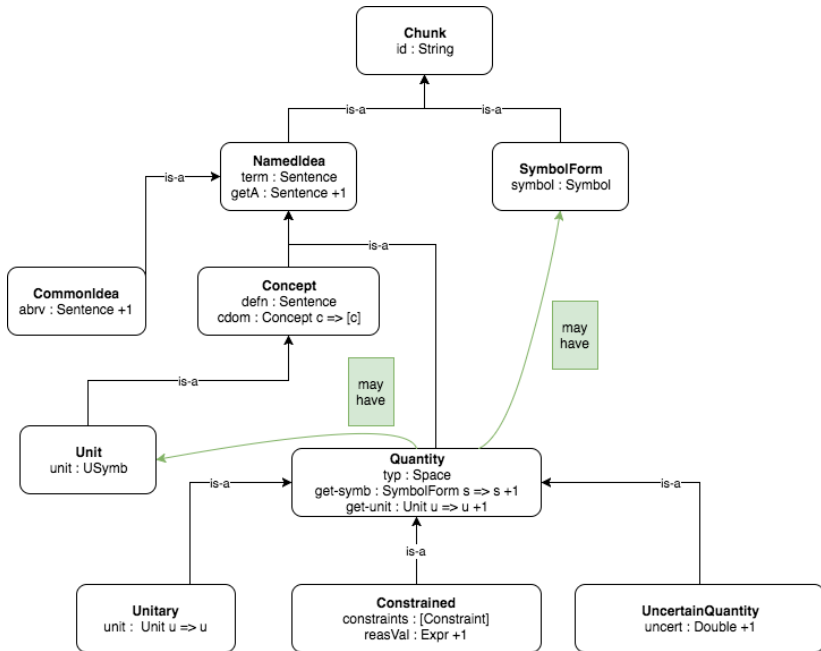 Chunk
id : String
is-a
is-a
NamedIdea
term : Sentence
getA : Sentence +1
SymbolForm
symbol : Symbol
is-a
is-a
CommonIdea
abrv : Sentence +1
Concept
defn : Sentence
cdom : Concept c => [c]
may
have
is-a
may
have
Unit
unit : USymb
Quantity
typ : Space
get-symb : SymbolForm s => s +1
get-unit : Unit u => u +1
is-a
is-a
is-a
Unitary
unit :  Unit u => u
Constrained
constraints : [Constraint]
reasVal : Expr +1
UncertainQuantity
uncert : Double +1